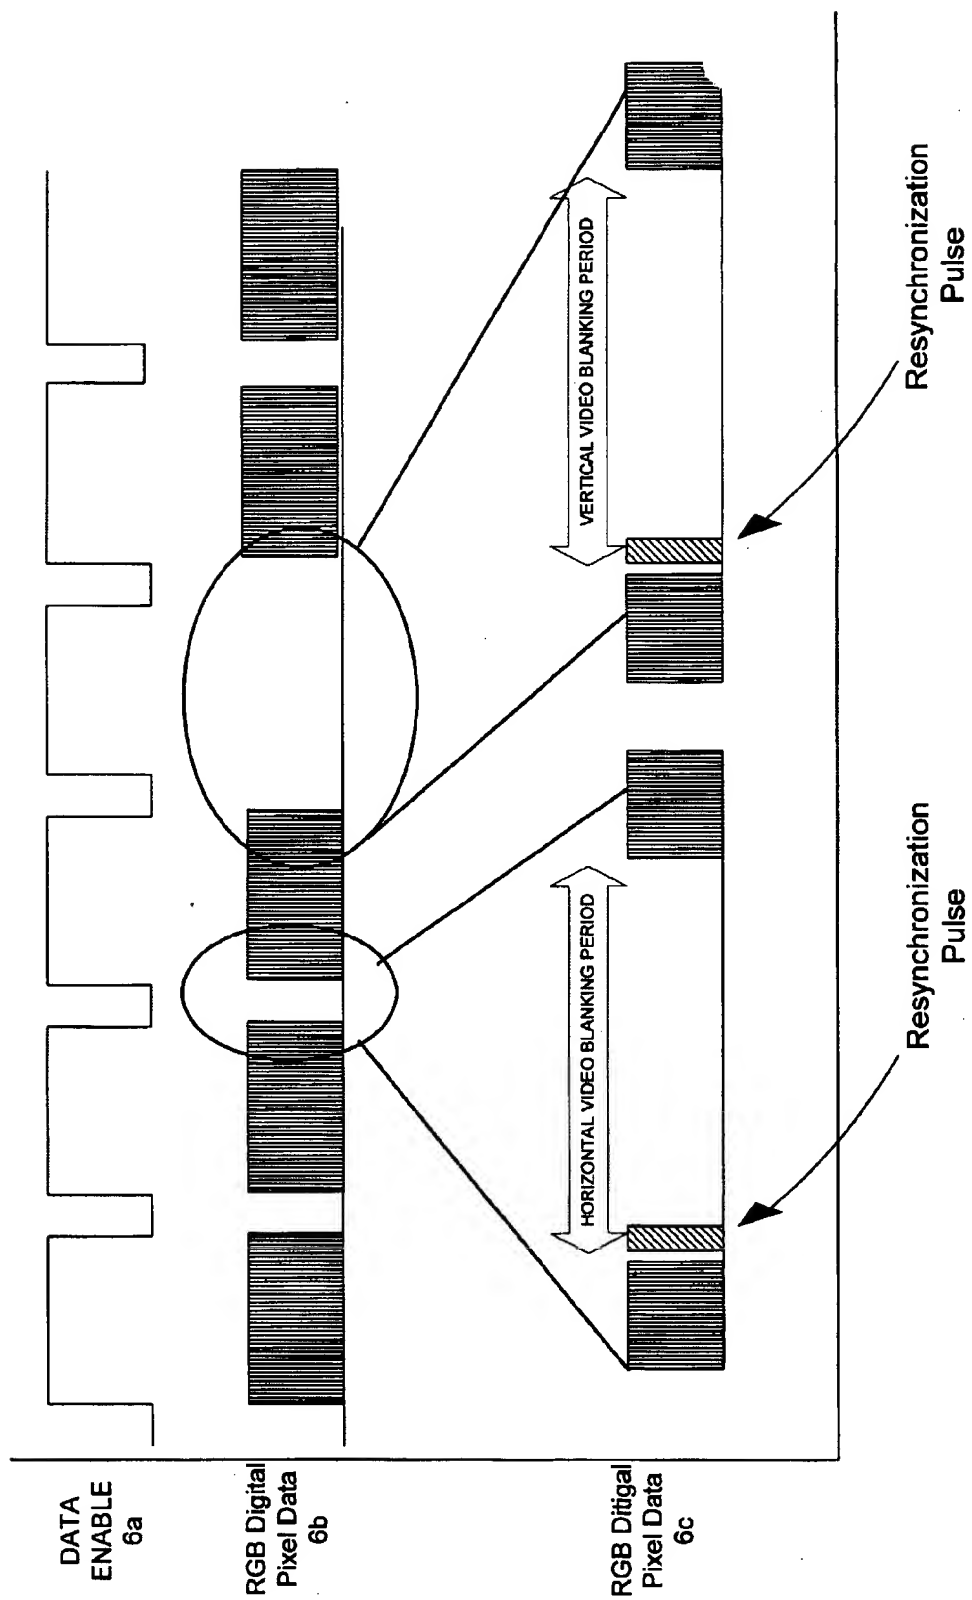 DATA
ENABLE
6a
RGB Digital
Pixel Data
6b
RGB Ditigal
Pixel Data
6c
HORIZONTAL VIDEO BLANKING PERIOD
VERTICAL VIDEO BLANKING PERIOD
Resynchronization
Pulse
Resynchronization
Pulse